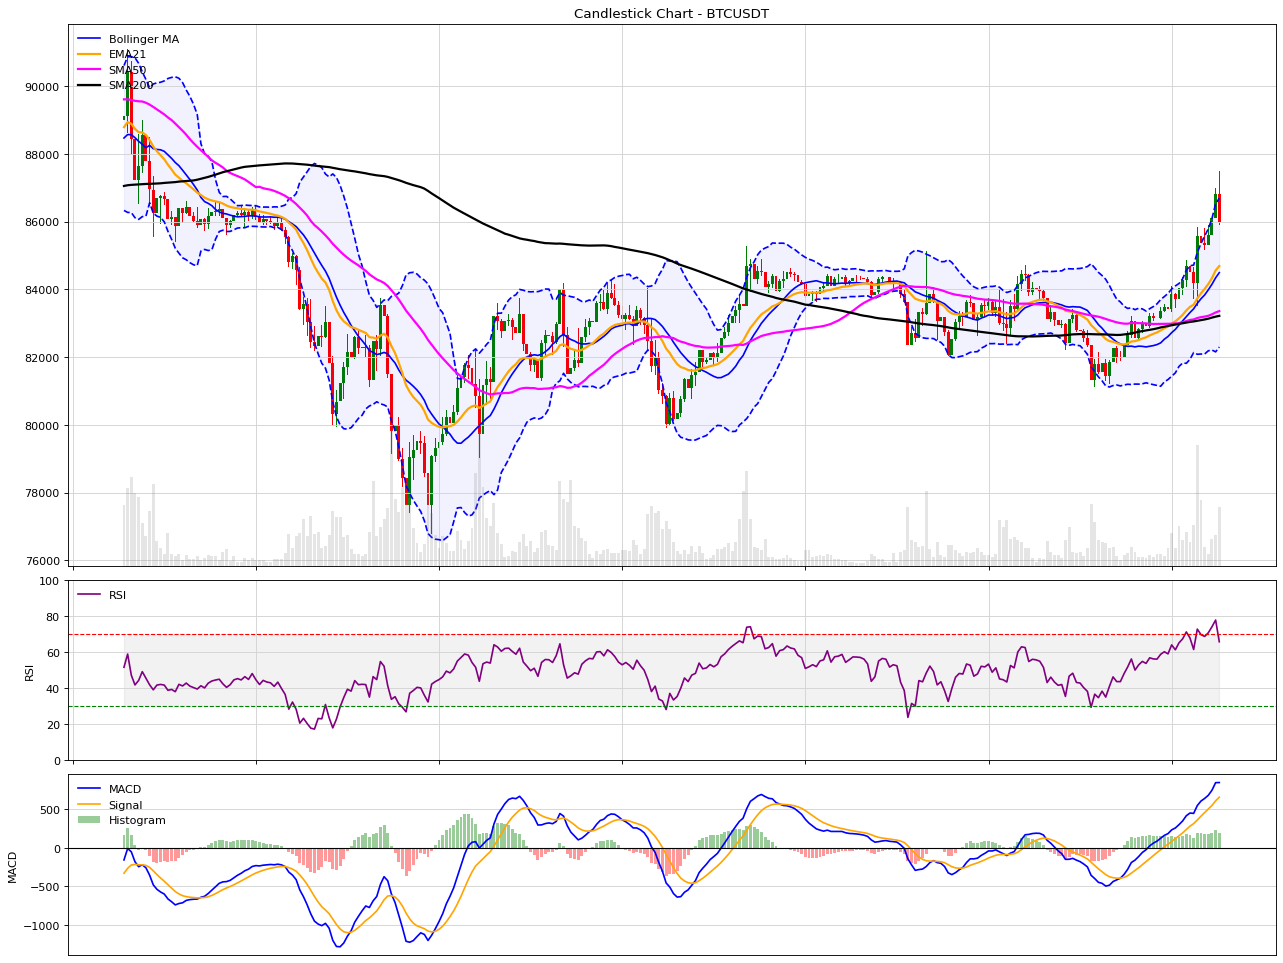 Candlestick Chart - BTCUSDT
Bollinger MA
EMA21
SMA50
SMA200
90000
88000
86000
84000
82000
80000
78000
76000
RSI
100
80
60
40
20
0
RSI
MACD
Signal
Histogram
500
0
−500
−1000
MACD